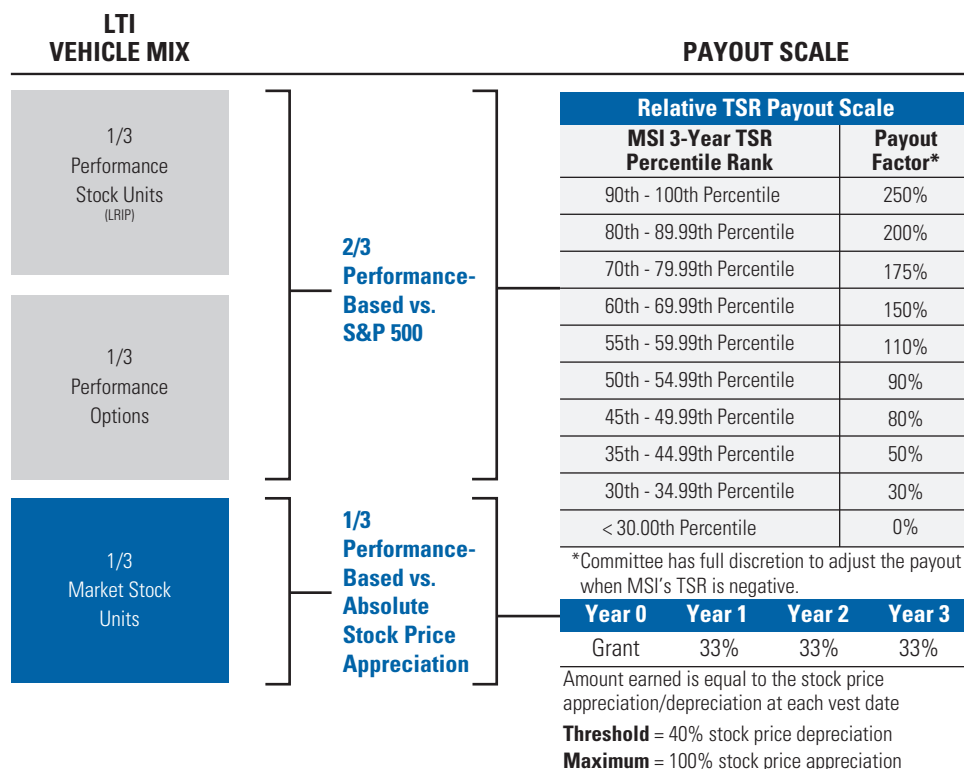 LTI
VEHICLE MIX
PAYOUT SCALE
1/3
Performance
Stock Units
(LRIP)
1/3
Performance
Options
1/3
Market Stock
Units
2/3
Performance-
Based vs.
S&P 500
1/3
Performance-
Based vs.
Absolute
Stock Price
Appreciation
Relative TSR Payout Scale
MSI 3-Year TSR
Percentile Rank
Payout
Factor*
90th - 100th Percentile 250%
80th - 89.99th Percentile 200%
70th - 79.99th Percentile 175%
60th - 69.99th Percentile 150%
55th - 59.99th Percentile 110%
50th - 54.99th Percentile 90%
45th - 49.99th Percentile 80%
35th - 44.99th Percentile 50%
30th - 34.99th Percentile 30%
< 30.00th Percentile 0%
*Committee has full discretion to adjust the payout
when MSI's TSR is negative.
Year 0 Year 1 Year 2 Year 3
Grant 33% 33% 33%
Amount earned is equal to the stock price
appreciation/depreciation at each vest date
Threshold = 40% stock price depreciation
Maximum = 100% stock price appreciation